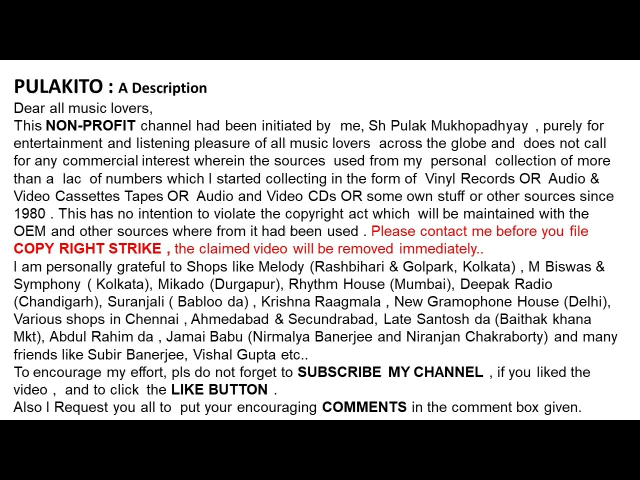 PULAKITO : A Description
Dear all music lovers,
This NON-PROFIT channel had been initiated by me, Sh Pulak Mukhopadhyay , purely for
entertainment and listening pleasure of all music lovers across the globe and does not call
for any commercial interest wherein the sources used from my personal collection of more
than a lac of numbers which I started collecting in the form of Vinyl Records OR Audio &
Video Cassettes Tapes OR Audio and Video CDs OR some own stuff or other sources since
1980 . This has no intention to violate the copyright act which will be maintained with the
OEM and other sources where from it had been used . Please contact me before you file
COPY RIGHT STRIKE , the claimed video will be removed immediately..
I am personally grateful to Shops like Melody (Rashbihari & Golpark, Kolkata) , M Biswas &
Symphony ( Kolkata), Mikado (Durgapur), Rhythm House (Mumbai), Deepak Radio
(Chandigarh), Suranjali ( Babloo da) , Krishna Raagmala , New Gramophone House (Delhi),
Various shops in Chennai , Ahmedabad & Secundrabad, Late Santosh da (Baithak khana
Mkt), Abdul Rahim da , Jamai Babu (Nirmalya Banerjee and Niranjan Chakraborty) and many
friends like Subir Banerjee, Vishal Gupta etc..
To encourage my effort, pls do not forget to SUBSCRIBE MY CHANNEL , if you liked the
video , and to click the LIKE BUTTON .
Also I Request you all to put your encouraging COMMENTS in the comment box given.